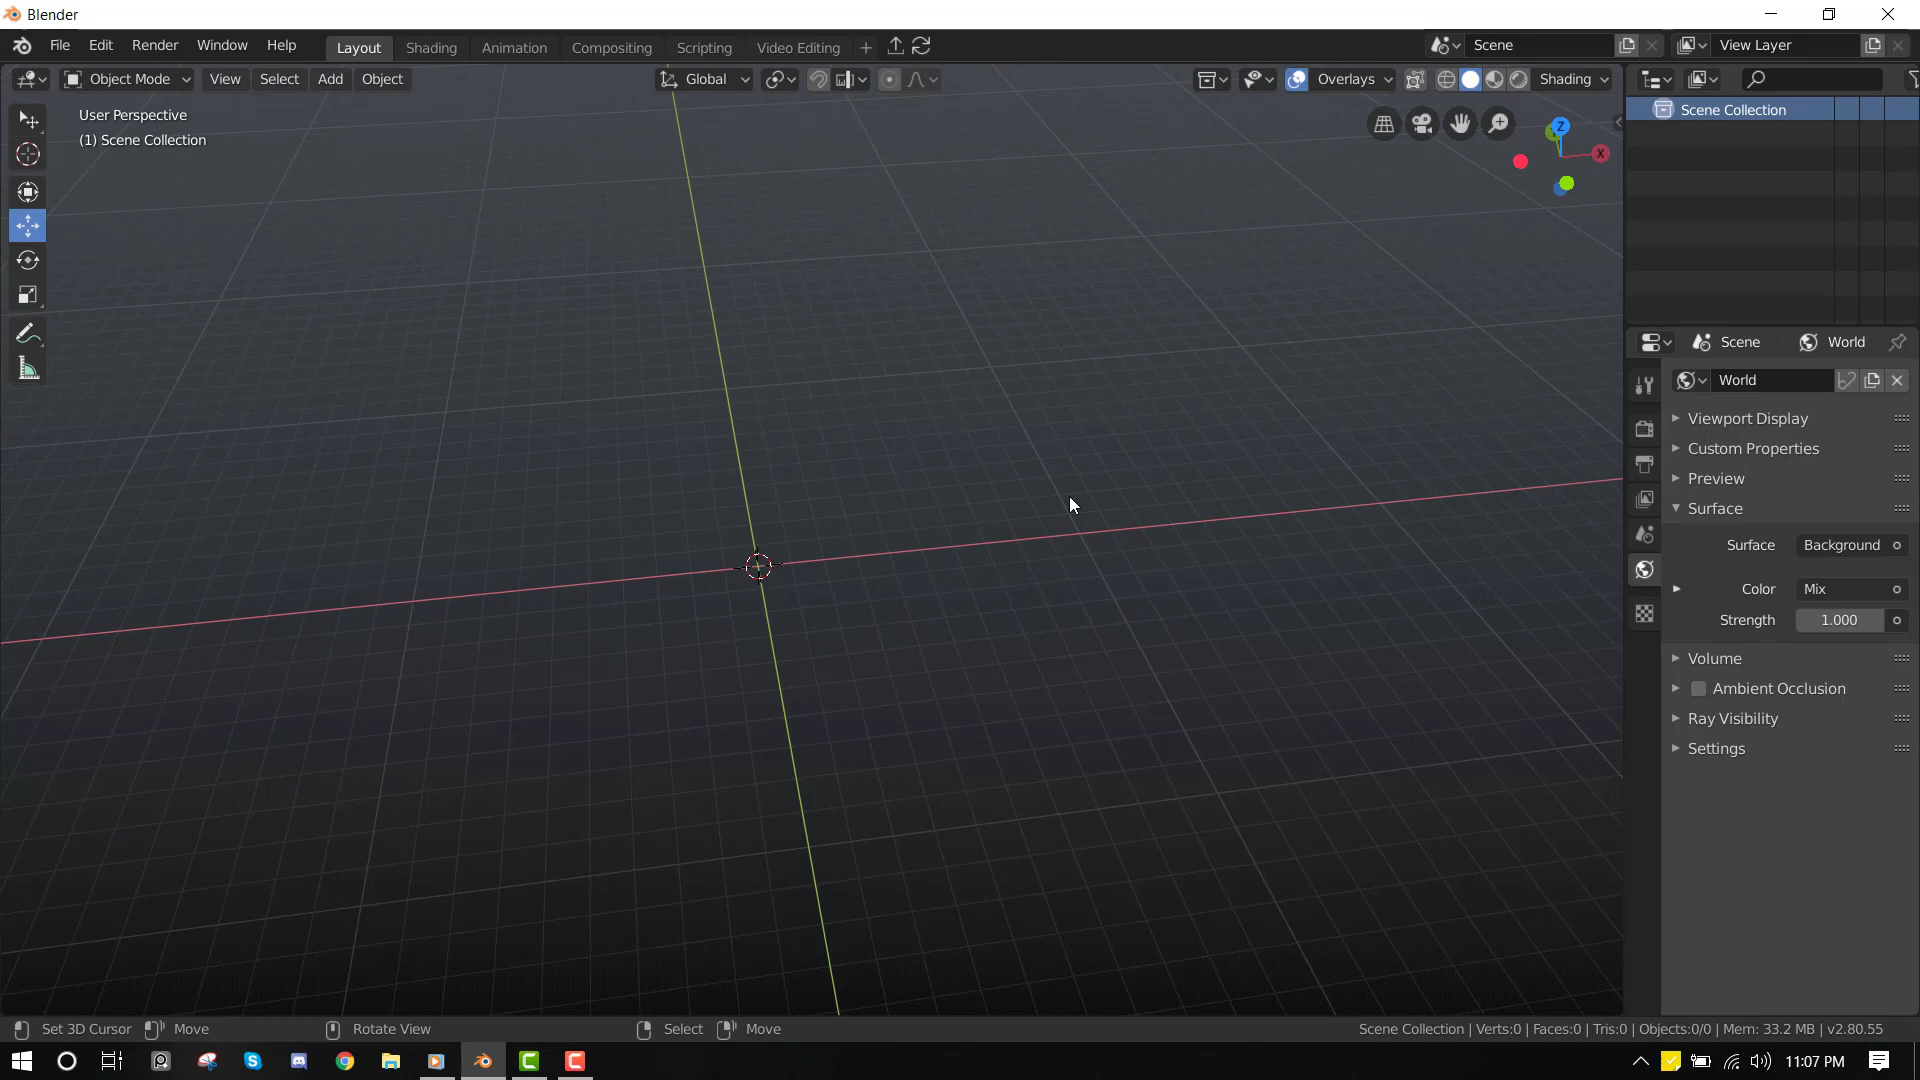 Blender
File Edit Render Window Help Layout Shading Animation Compositing Scripting Video Editing Scene View Layer
Object Mode View Select Add Object Global Overlays Shading
User Perspective
(1) Scene Collection
Z
X
Scene Collection
Scene World
World
Viewport Display
Custom Properties
Preview
Surface
Surface Background
Color Mix
Strength 1.000
Volume
Ambient Occlusion
Ray Visibility
Settings
Set 3D Cursor Move Rotate View Select Move Scene Collection | Verts:0 | Faces:0 | Tris:0 | Objects:0/0 | Mem: 33.2 MB | v2.80.55
11:07 PM